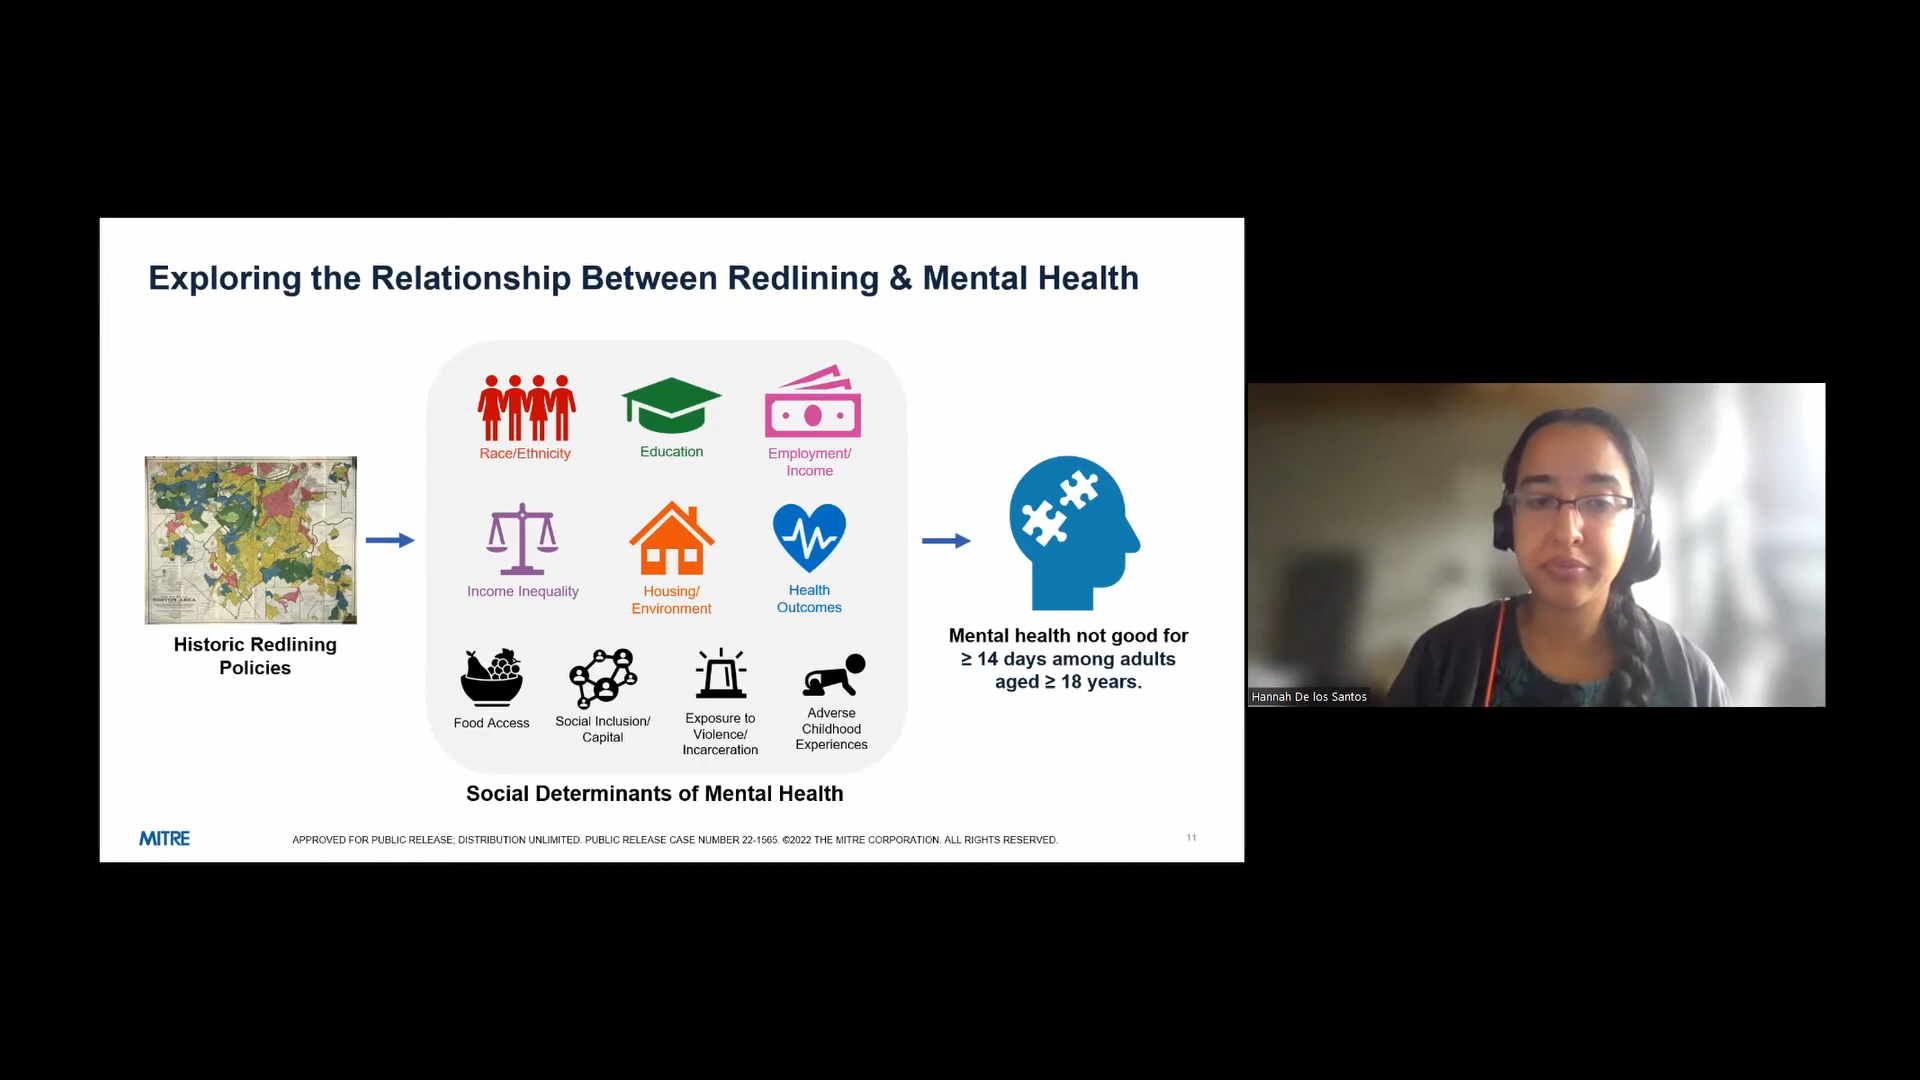 Exploring the Relationship Between Redlining & Mental Health
Race/Ethnicity
Education
Employment/
Income
Income Inequality
Housing/
Environment
Health
Outcomes
BOSTON AREA
Historic Redlining
Policies
Food Access
Social Inclusion/
Capital
Exposure to
Violence/
Incarceration
Adverse
Childhood
Experiences
Social Determinants of Mental Health
Mental health not good for
≥ 14 days among adults
aged ≥ 18 years.
MITRE
APPROVED FOR PUBLIC RELEASE; DISTRIBUTION UNLIMITED. PUBLIC RELEASE CASE NUMBER 22-1565. ©2022 THE MITRE CORPORATION. ALL RIGHTS RESERVED.
11
Hannah De los Santos